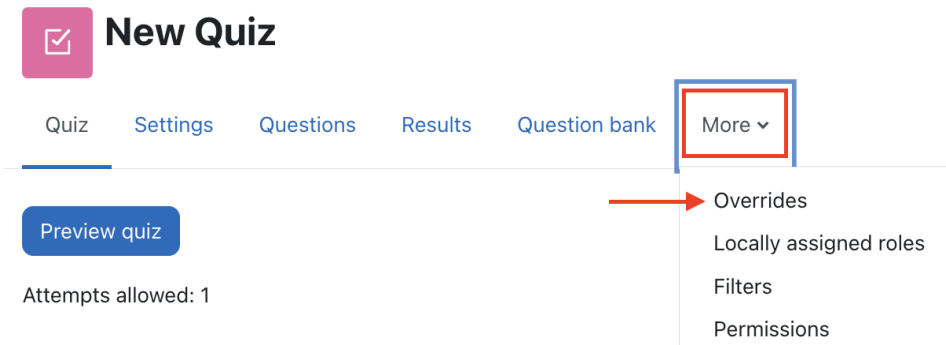 New Quiz
Quiz Settings Questions Results Question bank More
Overrides
Preview quiz
Locally assigned roles
Filters
Attempts allowed: 1
Permissions